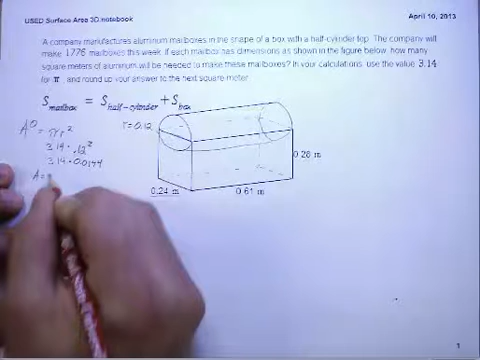 USED Surface Area 3D.notebook
April 10, 2013
A company manufactures aluminum mailboxes in the shape of a box with a half-cylinder top. The company will
make 1776 mailboxes this week. If each mailbox has dimensions as shown in the figure below, how many
square meters of aluminum will be needed to make these mailboxes? In your calculations, use the value 3.14
for π and round up your answer to the next square meter.
S mailbox = S half-cylinder + S box
A = πr²
r=0.12
3.14 · .12²
3.14 · 0.0144
A =
0.28 m
0.24 m
0.61 m
1